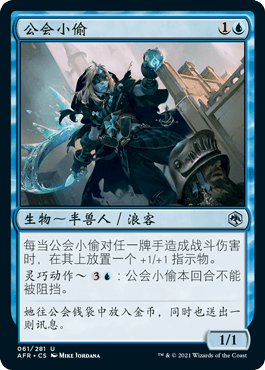 公会小偷 1
生物～半兽人／浪客
每当公会小偷对任一牌手造成战斗伤害
时，在其上放置一个 +1/+1 指示物。
灵巧动作～3：公会小偷本回合不能
被阻挡。
她往公会钱袋中放入金币，同时也送出一
则讯息。
1/1
061/281 U
AFR • CS MIKE JORDANA
™ & © 2021 Wizards of the Coast